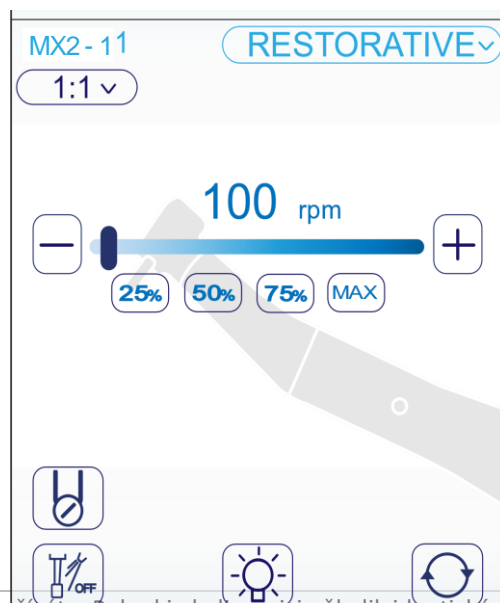 MX2 - 11
RESTORATIVE
1:1
100 rpm
25% 50% 75% MAX
OFF